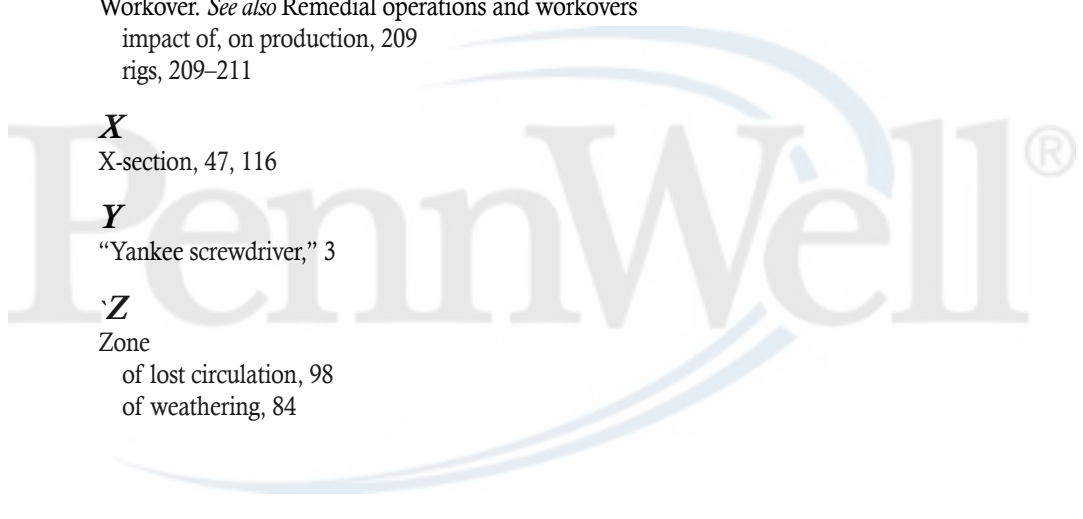 Workover. See also Remedial operations and workovers
impact of, on production, 209
rigs, 209–211
X
X-section, 47, 116
Y
“Yankee screwdriver,” 3
`Z
Zone
of lost circulation, 98
of weathering, 84
PennWell®